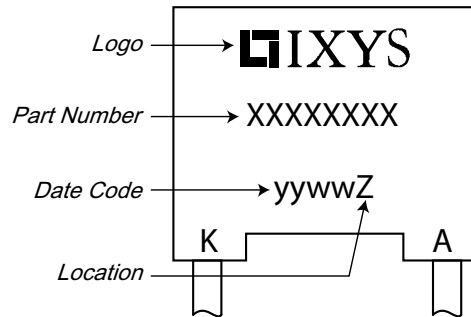 Logo IXYS
Part Number XXXXXXXX
Date Code yywwZ
K A
Location